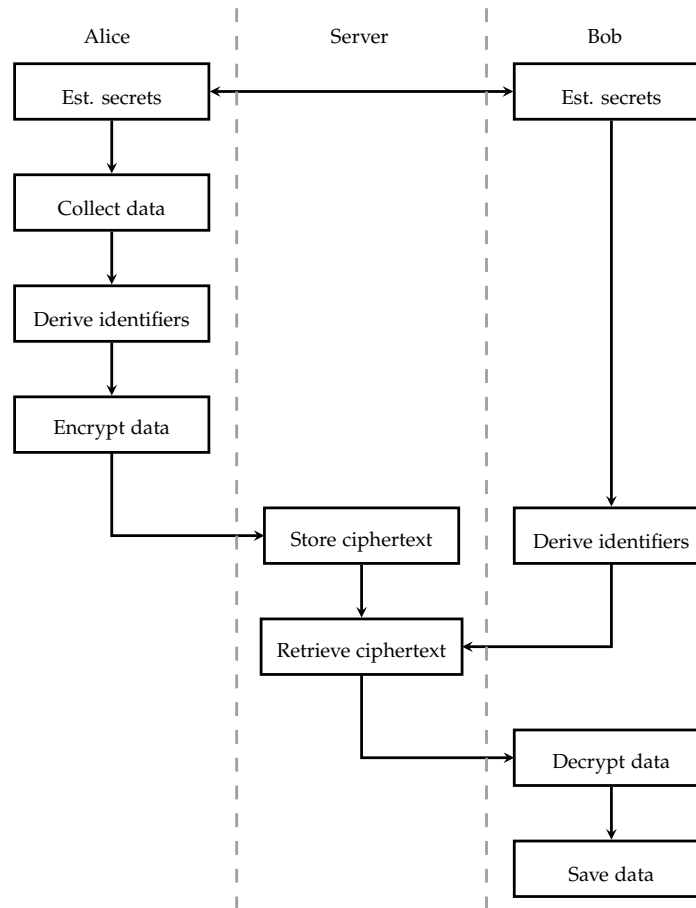 Alice Server Bob
Est. secrets Est. secrets
Collect data
Derive identifiers
Encrypt data
Store ciphertext Derive identifiers
Retrieve ciphertext
Decrypt data
Save data